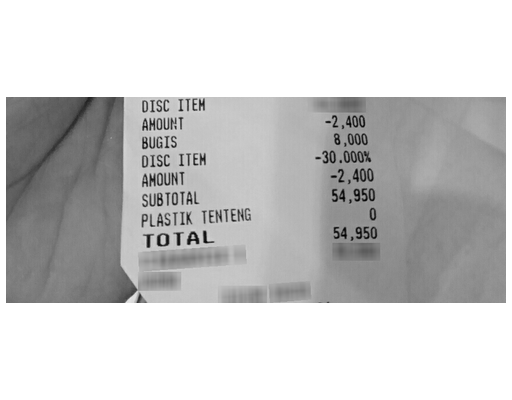 DISC ITEM
AMOUNT -2,400
BUGIS 8,000
DISC ITEM -30.000%
AMOUNT -2,400
SUBTOTAL 54,950
PLASTIK TENTENG 0
TOTAL 54,950